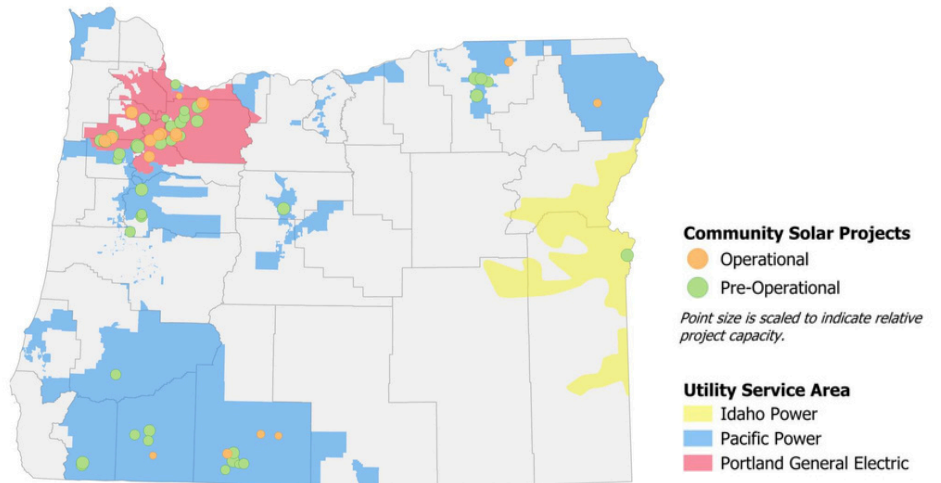 Community Solar Projects
Operational
Pre-Operational
Point size is scaled to indicate relative
project capacity.
Utility Service Area
Idaho Power
Pacific Power
Portland General Electric